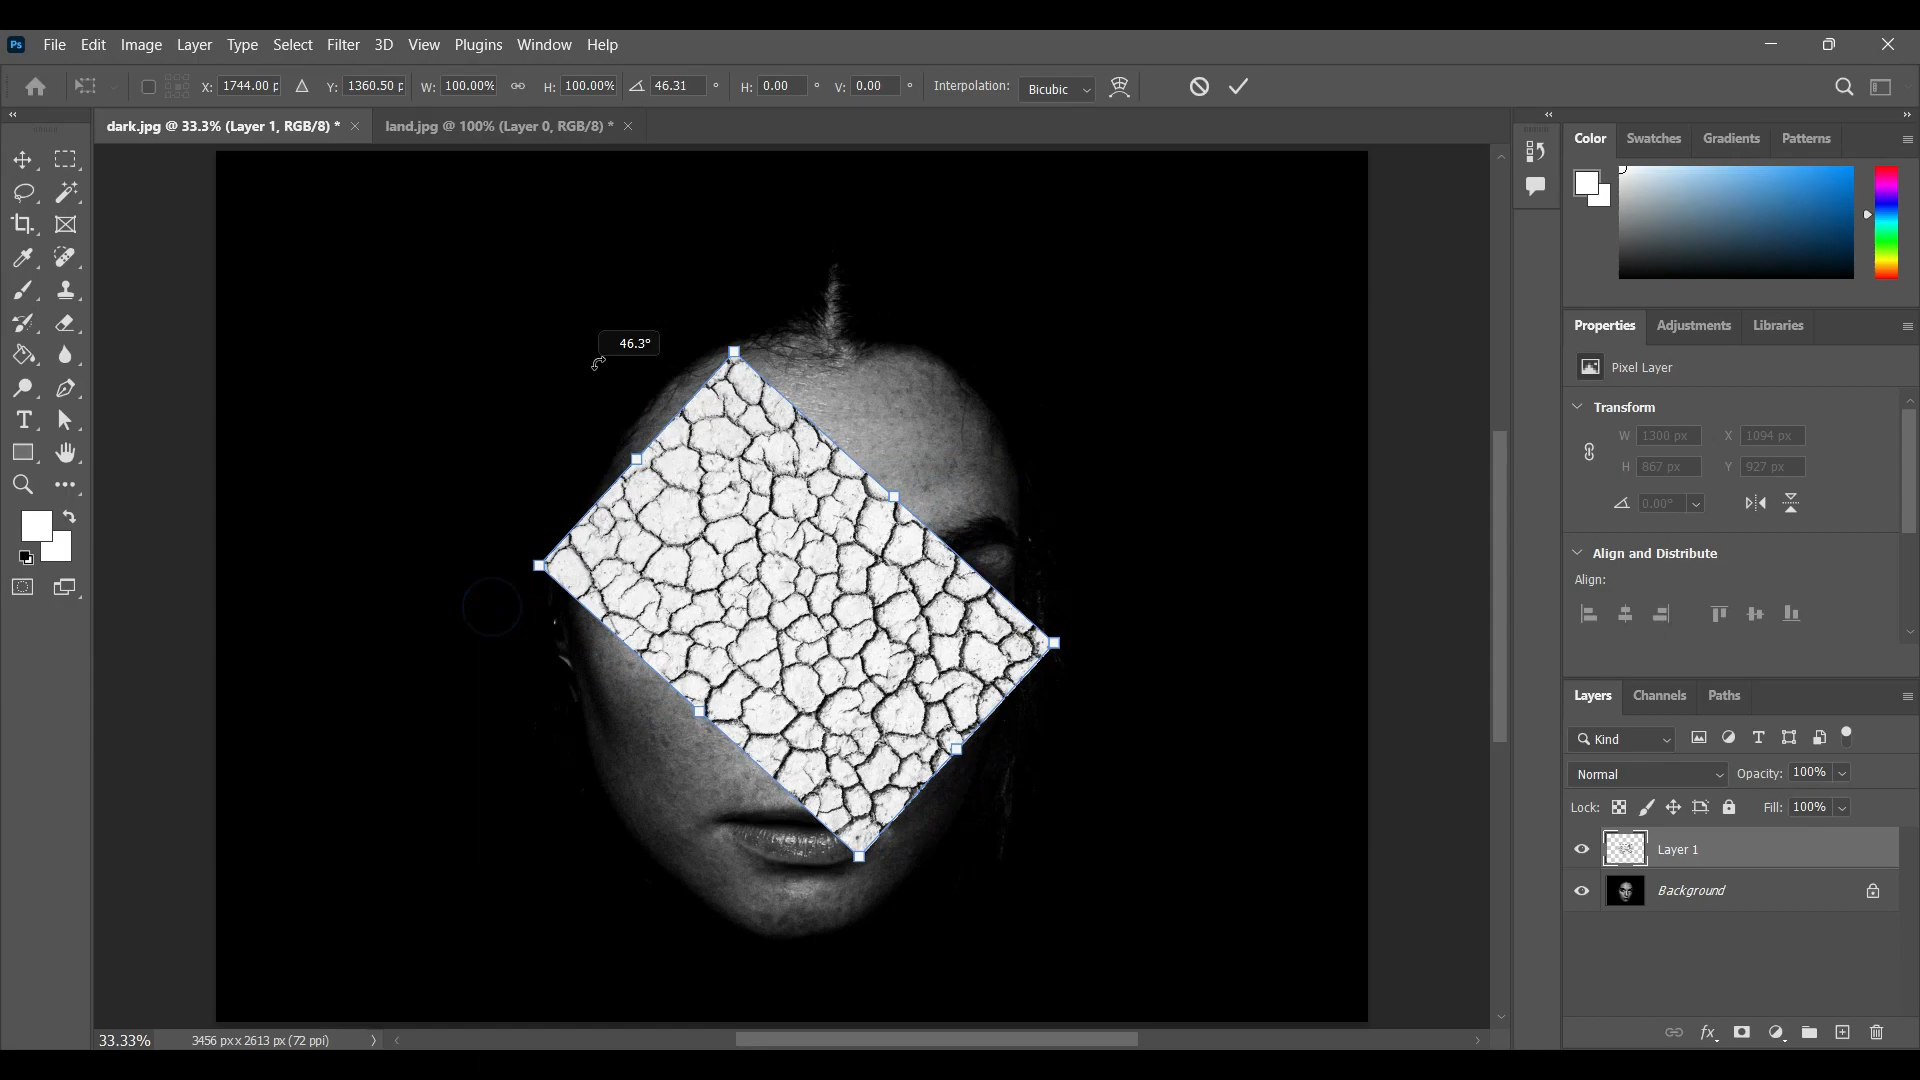 Ps File Edit Image Layer Type Select Filter 3D View Plugins Window Help
X: 1744.00 p Y: 1360.50 p W: 100.00% H: 100.00% 46.31 ° H: 0.00 ° V: 0.00 ° Interpolation: Bicubic
dark.jpg @ 33.3% (Layer 1, RGB/8) * land.jpg @ 100% (Layer 0, RGB/8) *
Color Swatches Gradients Patterns
46.3°
Properties Adjustments Libraries
Pixel Layer
Transform
W 1300 px X 1094 px
H 867 px Y 927 px
0.00°
Align and Distribute
Align:
Layers Channels Paths
Kind
Normal Opacity: 100%
Lock: Fill: 100%
Layer 1
Background
33.33% 3456 px x 2613 px (72 ppi)
fx